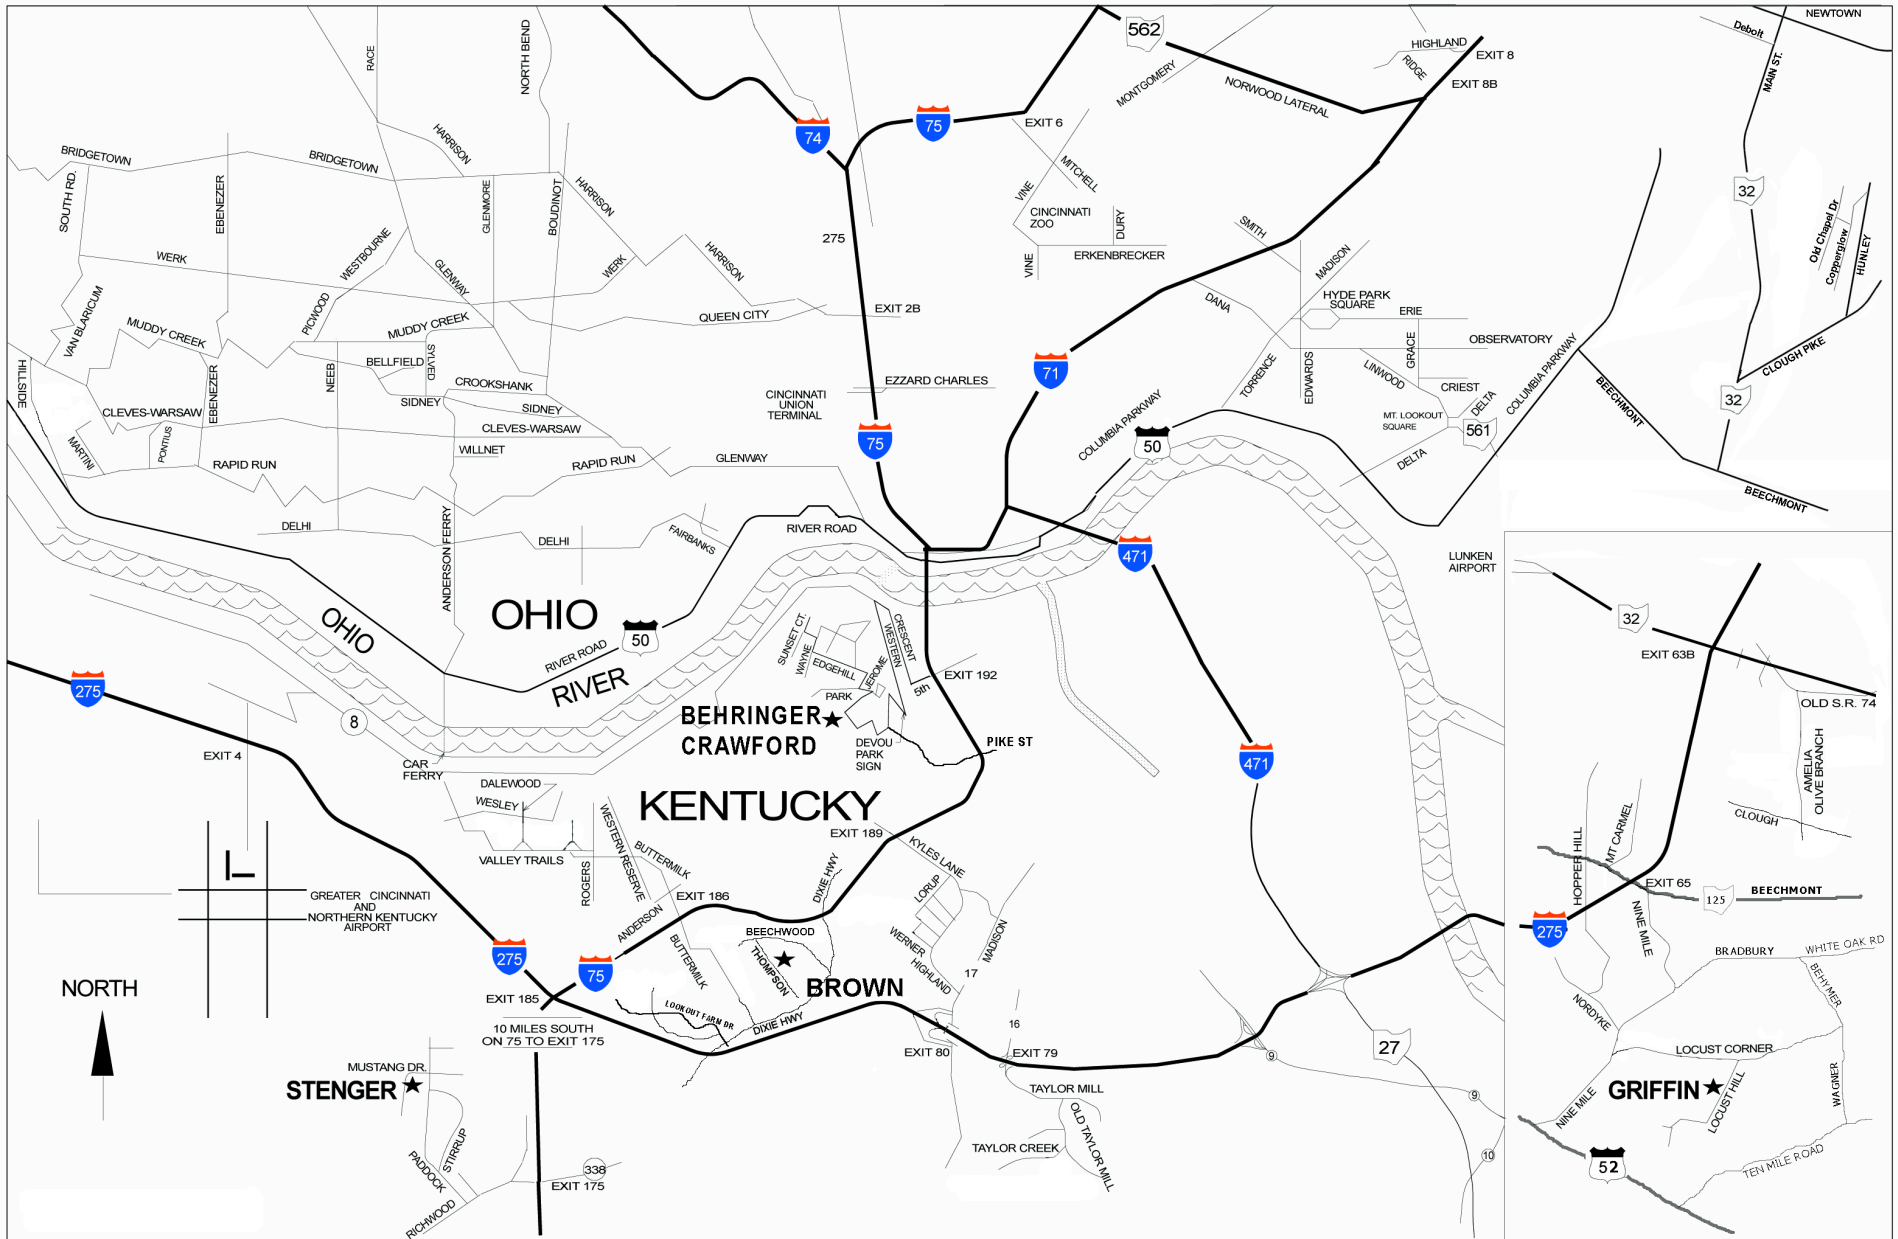 NEWTOWN
Debolt
MAIN ST.
562
HIGHLAND
RIDGE
EXIT 8
EXIT 8B
NORTH BEND
RACE
MONTGOMERY
NORWOOD LATERAL
74
75
EXIT 6
HARRISON
BRIDGETOWN
BRIDGETOWN
SOUTH RD.
EBENEZER
GLENMORE
BOUDINOT
HARRISON
MITCHELL
VINE
CINCINNATI
ZOO
DURY
ERKENBRECKER
VINE
32
Old Chapel Dr
Copperglow
HUNLEY
SMITH
MADISON
275
WERK
WESTBOURNE
GLENWAY
WERK
HARRISON
VAN BLARICUM
MUDDY CREEK
PICWOOD
MUDDY CREEK
QUEEN CITY
EXIT 2B
DANA
HYDE PARK
SQUARE
ERIE
OBSERVATORY
GRACE
COLUMBIA PARKWAY
CLOUGH PIKE
HILLSIDE
BELLFIELD
SYLVED
NEEB
EBENEZER
CROOKSHANK
SIDNEY
SIDNEY
EZZARD CHARLES
CINCINNATI
UNION
TERMINAL
71
TORRENCE
EDWARDS
LINWOOD
CRIEST
DELTA
MT. LOOKOUT
SQUARE
561
DELTA
BEECHMONT
32
CLEVES-WARSAW
CLEVES-WARSAW
PONTIUS
MARTINI
WILLNET
RAPID RUN
RAPID RUN
GLENWAY
75
COLUMBIA PARKWAY
50
BEECHMONT
DELHI
DELHI
ANDERSON FERRY
FAIRBANKS
RIVER ROAD
471
LUNKEN
AIRPORT
OHIO
OHIO
50
RIVER ROAD
RIVER
SUNSET CT.
WAYNE
EDGEHILL
JEROME
CRESCENT
WESTERN
PARK
5th
EXIT 192
32
EXIT 63B
OLD S.R. 74
275
8
EXIT 4
BEHRINGER
CRAWFORD
DEVOU
PARK
SIGN
PIKE ST
471
AMELIA
OLIVE BRANCH
CLOUGH
CAR
FERRY
DALEWOOD
WESLEY
KENTUCKY
WESTERN RESERVE
BUTTERMILK
VALLEY TRAILS
ROGERS
EXIT 189
KYLES LANE
DIXIE HWY
LORUP
HOPPER HILL
MT CARMEL
EXIT 65
125
BEECHMONT
GREATER CINCINNATI
AND
NORTHERN KENTUCKY
AIRPORT
EXIT 186
ANDERSON
BUTTERMILK
BEECHWOOD
THOMPSON
BROWN
WERNER
HIGHLAND
MADISON
17
275
NINE MILE
BRADBURY
WHITE OAK RD
BEHYMER
NORTH
275
75
EXIT 185
LOOKOUT FARM DR
DIXIE HWY
10 MILES SOUTH
ON 75 TO EXIT 175
EXIT 80
16
EXIT 79
9
27
NORDYKE
LOCUST CORNER
MUSTANG DR.
STENGER
TAYLOR MILL
OLD TAYLOR MILL
TAYLOR CREEK
9
10
GRIFFIN
NINE MILE
LOCUST HILL
WAGNER
52
TEN MILE ROAD
STIRRUP
PADDOCK
RICHWOOD
338
EXIT 175